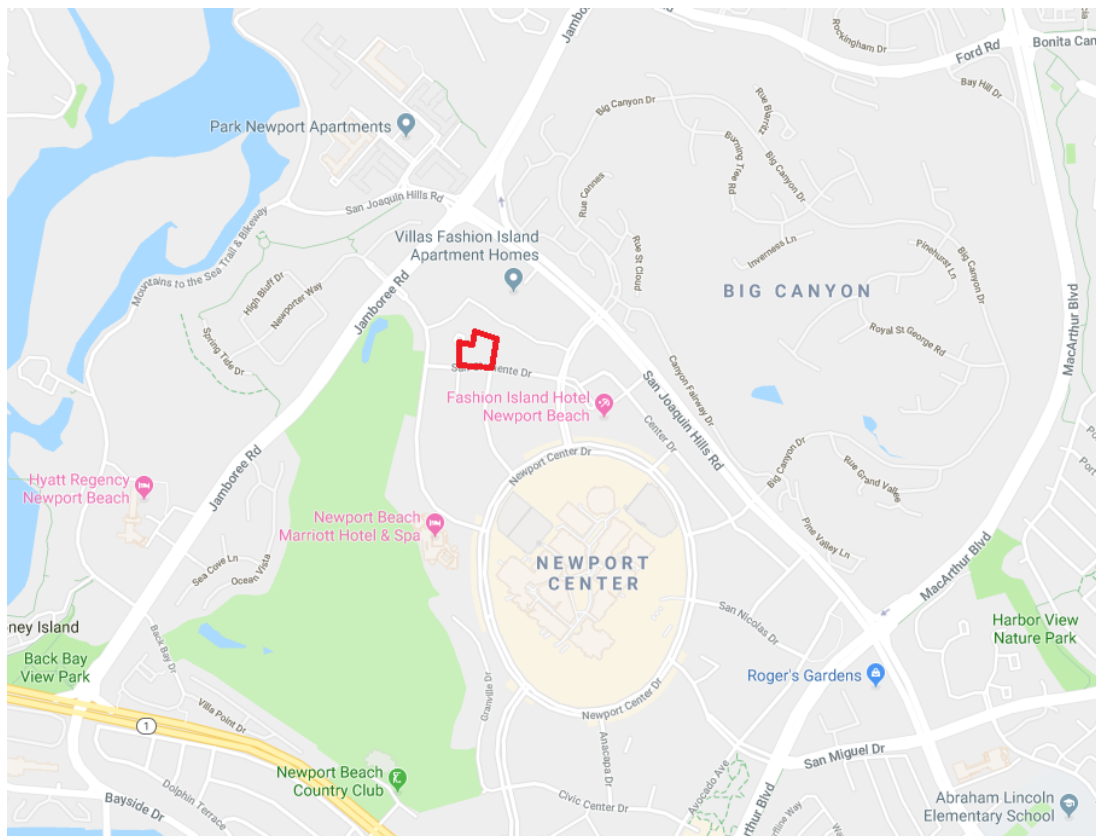 Jamb
Rockingham Dr
Ford Rd
Bonita Can
Bay Hill Dr
Big Canyon Dr
Rue Biarritz
Park Newport Apartments
Burning Tree Rd
Big Canyon Dr
San Joaquin Hills Rd
Rue Cannes
Mountains to the Sea Trail & Bikeway
Villas Fashion Island
Apartment Homes
Rue St Cloud
Inverness Ln
Pinehurst Ln
Big Canyon Dr
High Bluff Dr
Newporter Way
Jamboree Rd
BIG CANYON
MacArthur Blvd
Spring Tide Dr
Royal St George Rd
Canyon Fairway Dr
San Joaquin Hills Rd
Fashion Island Hotel
Newport Beach
Center Dr
Newport Center Dr
Big Canyon Dr
Rue Grand Vallee
Port
Jamboree Rd
Hyatt Regency
Newport Beach
Newport Beach
Marriott Hotel & Spa
Pine Valley Ln
MacArthur Blvd
NEWPORT
CENTER
Sea Cove Ln
Ocean Vista
San Nicolas Dr
Harbor View
Nature Park
oney Island
Back Bay Dr
Back Bay
View Park
Roger's Gardens
Granville Dr
Villa Point Dr
Newport Center Dr
1
Anacapa Dr
San Miguel Dr
Newport Beach
Country Club
Avocado Ave
Dolphin Terrace
Bayside Dr
Civic Center Dr
Arthur Blvd
Abraham Lincoln
Elementary School